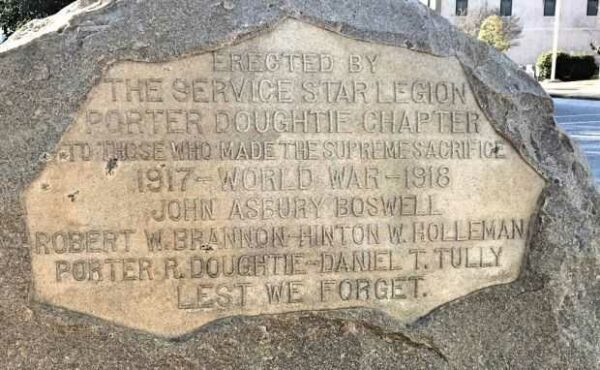 ERECTED BY
THE SERVICE STAR LEGION
PORTER DOUGHTIE CHAPTER
TO THOSE WHO MADE THE SUPREME SACRIFICE
1917 - WORLD WAR - 1918
JOHN ASBURY BOSWELL
ROBERT W. BRANNON - HINTON W. HOLLEMAN
PORTER R. DOUGHTIE - DANIEL T. TULLY
LEST WE FORGET.